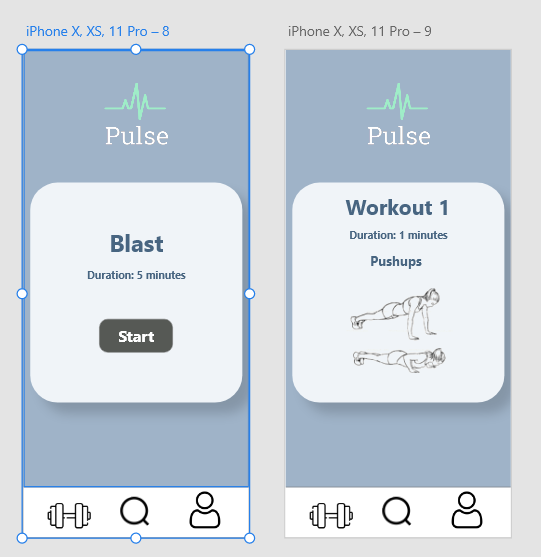 iPhone X, XS, 11 Pro – 8
Pulse
Blast
Duration: 5 minutes
Start
iPhone X, XS, 11 Pro – 9
Pulse
Workout 1
Duration: 1 minutes
Pushups